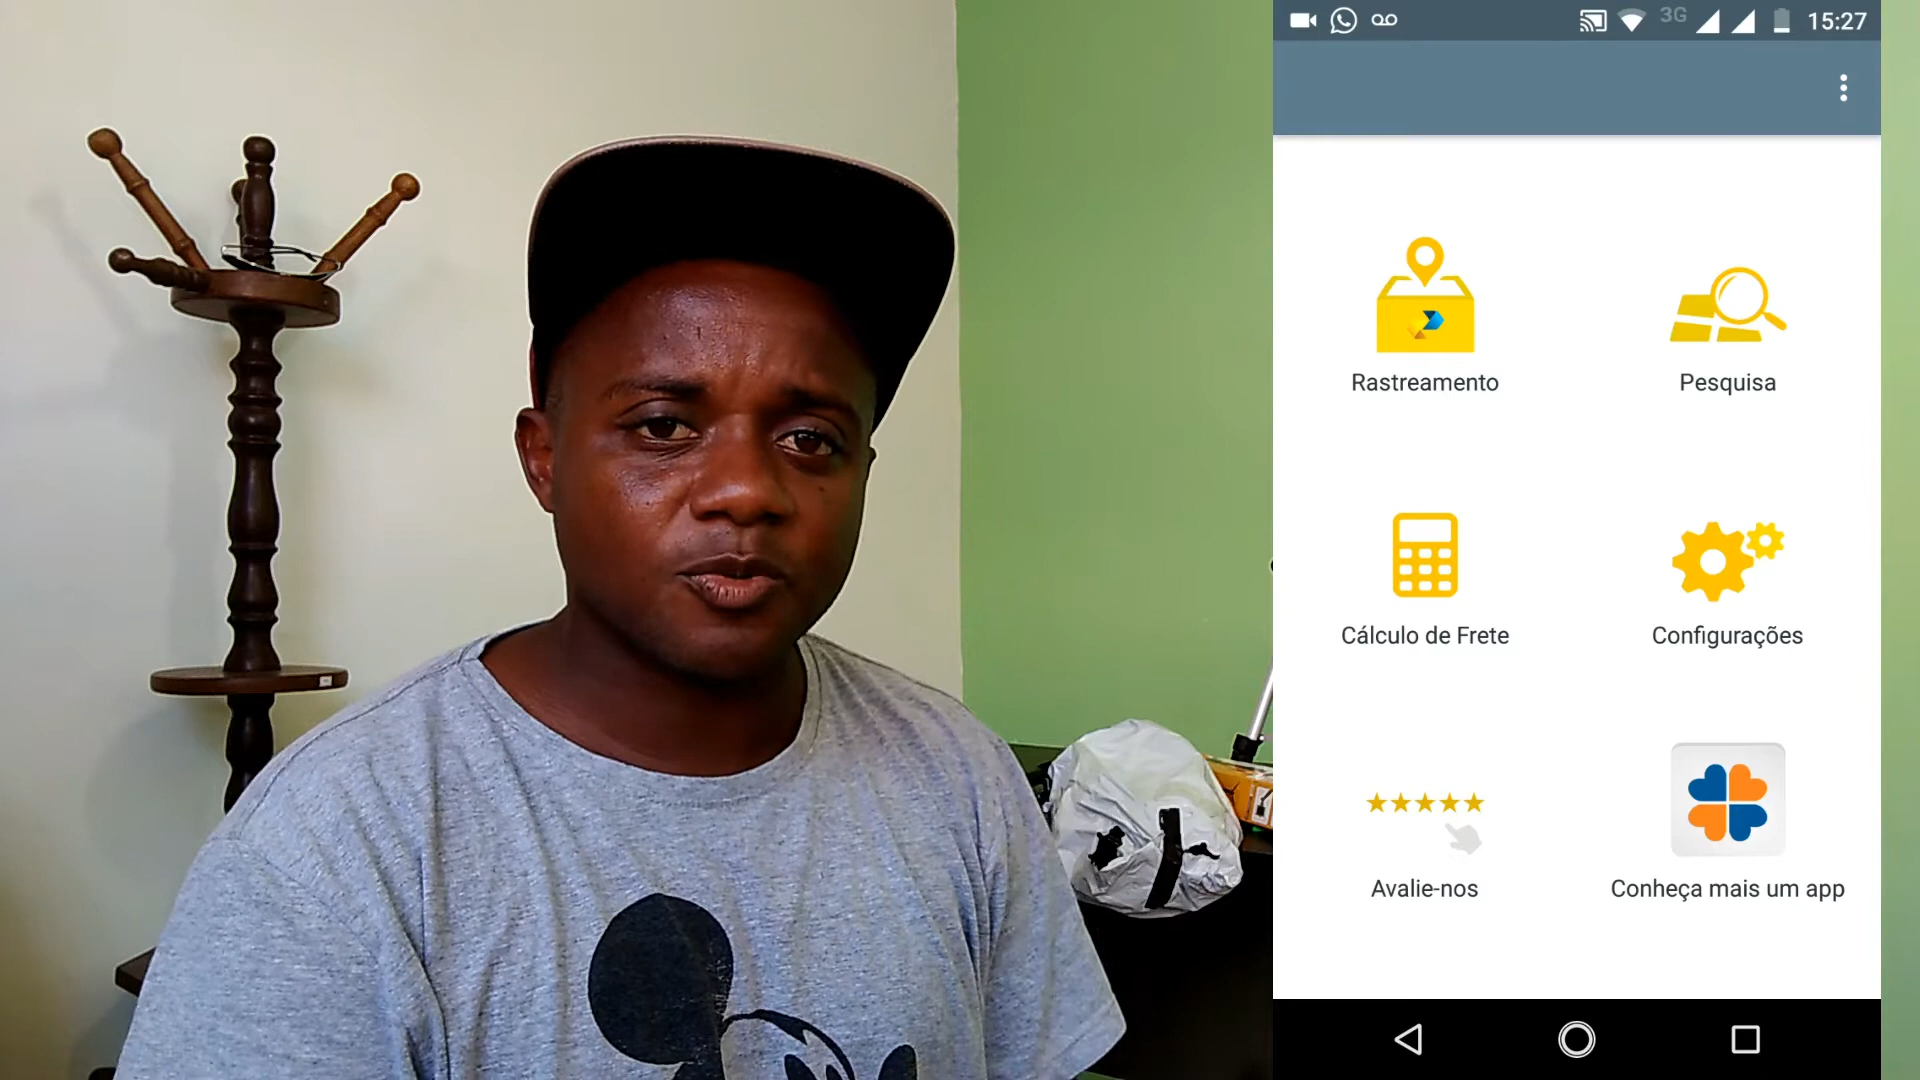 3G 15:27
Rastreamento
Pesquisa
Cálculo de Frete
Configurações
Avalie-nos
Conheça mais um app